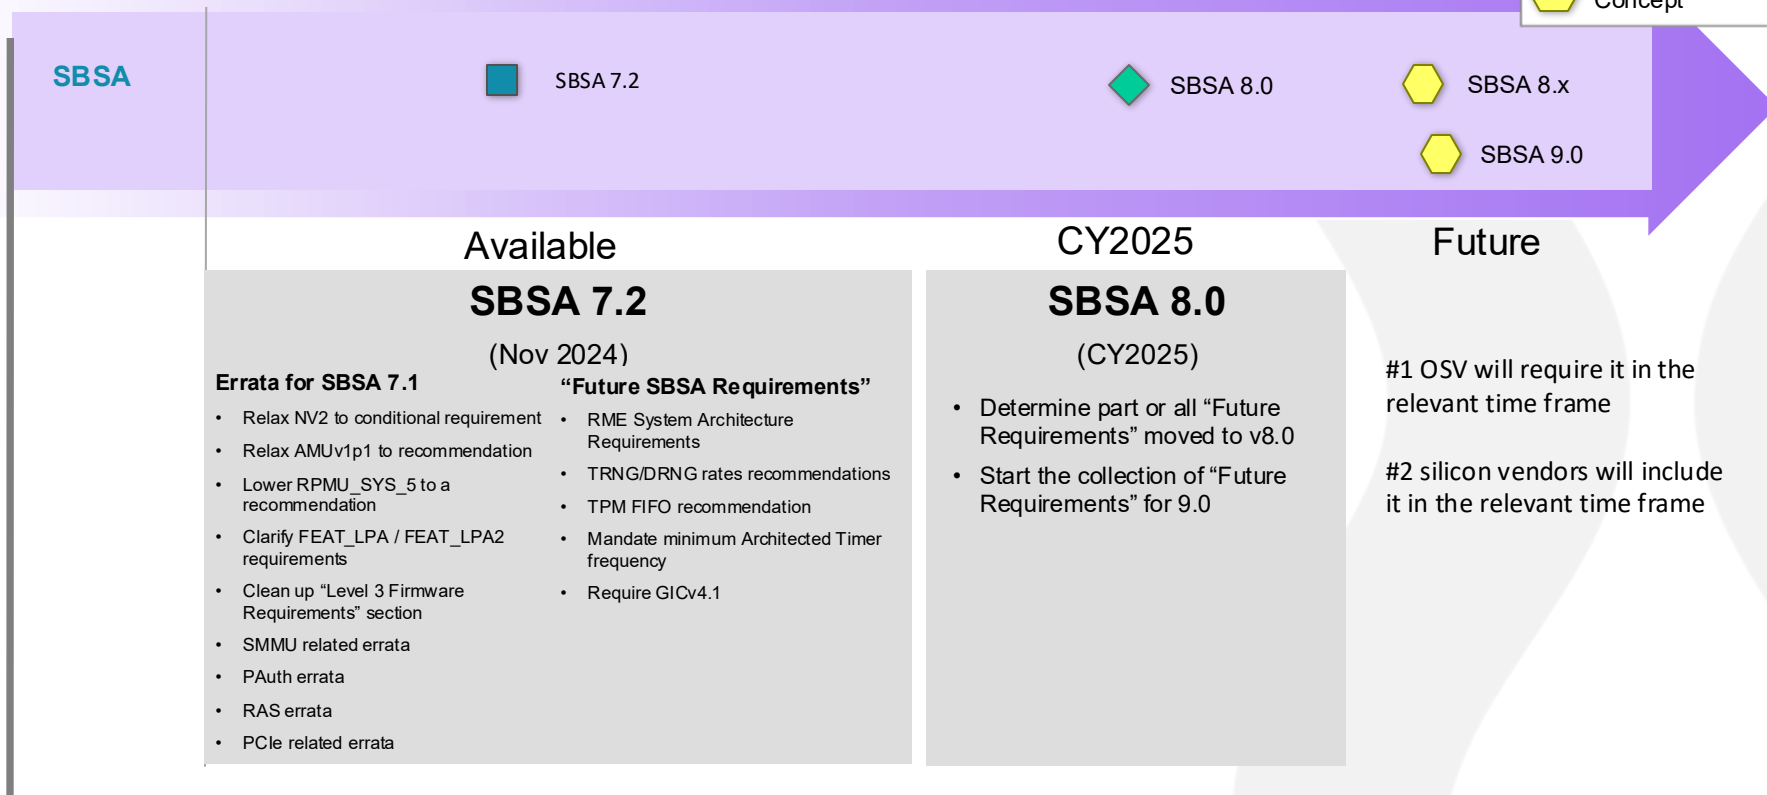 Concept
SBSA
SBSA 7.2
SBSA 8.0
SBSA 8.x
SBSA 9.0
Available
CY2025
Future
SBSA 7.2
(Nov 2024)
Errata for SBSA 7.1
• Relax NV2 to conditional requirement
• Relax AMUv1p1 to recommendation
• Lower RPMU_SYS_5 to a
recommendation
• Clarify FEAT_LPA / FEAT_LPA2
requirements
• Clean up “Level 3 Firmware
Requirements” section
• SMMU related errata
• PAuth errata
• RAS errata
• PCIe related errata
“Future SBSA Requirements”
• RME System Architecture
Requirements
• TRNG/DRNG rates recommendations
• TPM FIFO recommendation
• Mandate minimum Architected Timer
frequency
• Require GICv4.1
SBSA 8.0
(CY2025)
• Determine part or all “Future
Requirements” moved to v8.0
• Start the collection of “Future
Requirements” for 9.0
#1 OSV will require it in the
relevant time frame
#2 silicon vendors will include
it in the relevant time frame